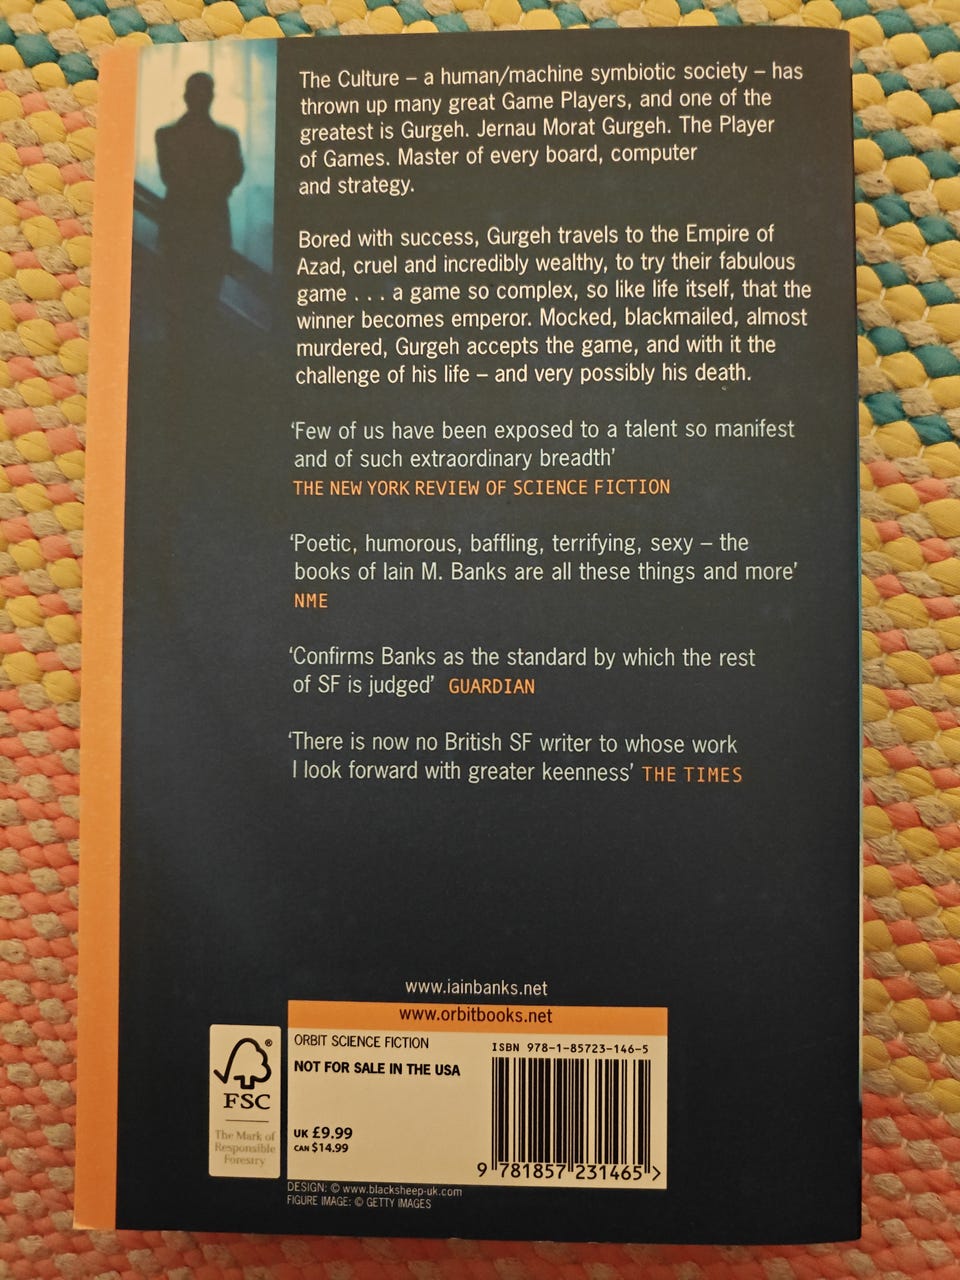 The Culture – a human/machine symbiotic society – has
thrown up many great Game Players, and one of the
greatest is Gurgeh. Jernau Morat Gurgeh. The Player
of Games. Master of every board, computer
and strategy.
Bored with success, Gurgeh travels to the Empire of
Azad, cruel and incredibly wealthy, to try their fabulous
game . . . a game so complex, so like life itself, that the
winner becomes emperor. Mocked, blackmailed, almost
murdered, Gurgeh accepts the game, and with it the
challenge of his life – and very possibly his death.
‘Few of us have been exposed to a talent so manifest
and of such extraordinary breadth’
THE NEW YORK REVIEW OF SCIENCE FICTION
‘Poetic, humorous, baffling, terrifying, sexy – the
books of Iain M. Banks are all these things and more’
NME
‘Confirms Banks as the standard by which the rest
of SF is judged’ GUARDIAN
‘There is now no British SF writer to whose work
I look forward with greater keenness’ THE TIMES
www.iainbanks.net
www.orbitbooks.net
ORBIT SCIENCE FICTION
NOT FOR SALE IN THE USA
UK £9.99
CAN $14.99
ISBN 978-1-85723-146-5
9 781857 231465 >
®
FSC
The Mark of
Responsible
Forestry
DESIGN: © www.blacksheep-uk.com
FIGURE IMAGE: © GETTY IMAGES